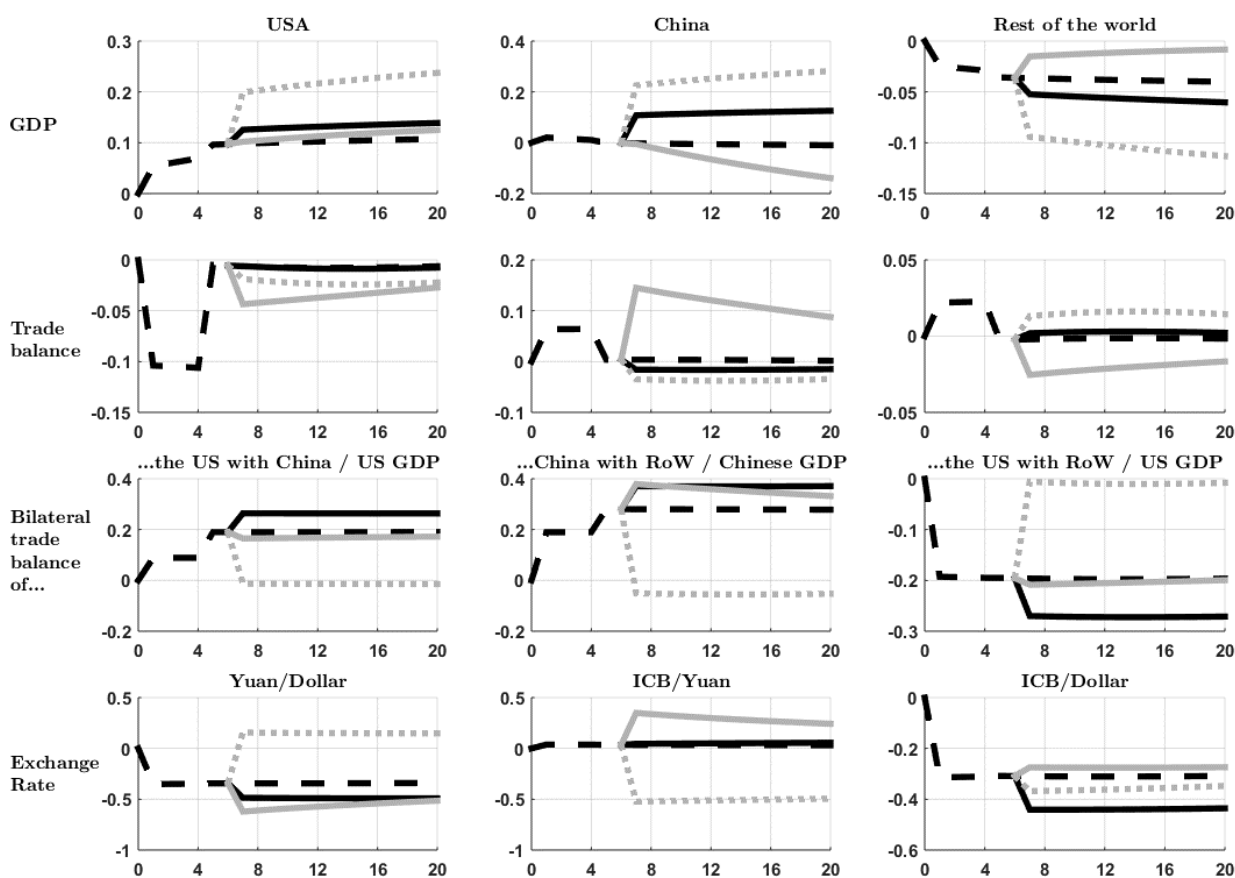 USA China Rest of the world
0.3 0.4 0
GDP
0.2 0.2 -0.05
0.1 0 -0.1
0 -0.2 -0.15
0 4 8 12 16 20 0 4 8 12 16 20 0 4 8 12 16 20
0 0.2 0.05
-0.05 0.1
Trade
balance
0
-0.1 0
-0.15 -0.1 -0.05
0 4 8 12 16 20 0 4 8 12 16 20 0 4 8 12 16 20
...the US with China / US GDP ...China with RoW / Chinese GDP ...the US with RoW / US GDP
0.4 0.4 0
Bilateral
trade
balance
of...
0.2 0.2 -0.1
0 0 -0.2
-0.2 -0.2 -0.3
0 4 8 12 16 20 0 4 8 12 16 20 0 4 8 12 16 20
Yuan/Dollar ICB/Yuan ICB/Dollar
0.5 0.5 0
0 0 -0.2
Exchange
Rate
-0.5 -0.5 -0.4
-1 -1 -0.6
0 4 8 12 16 20 0 4 8 12 16 20 0 4 8 12 16 20